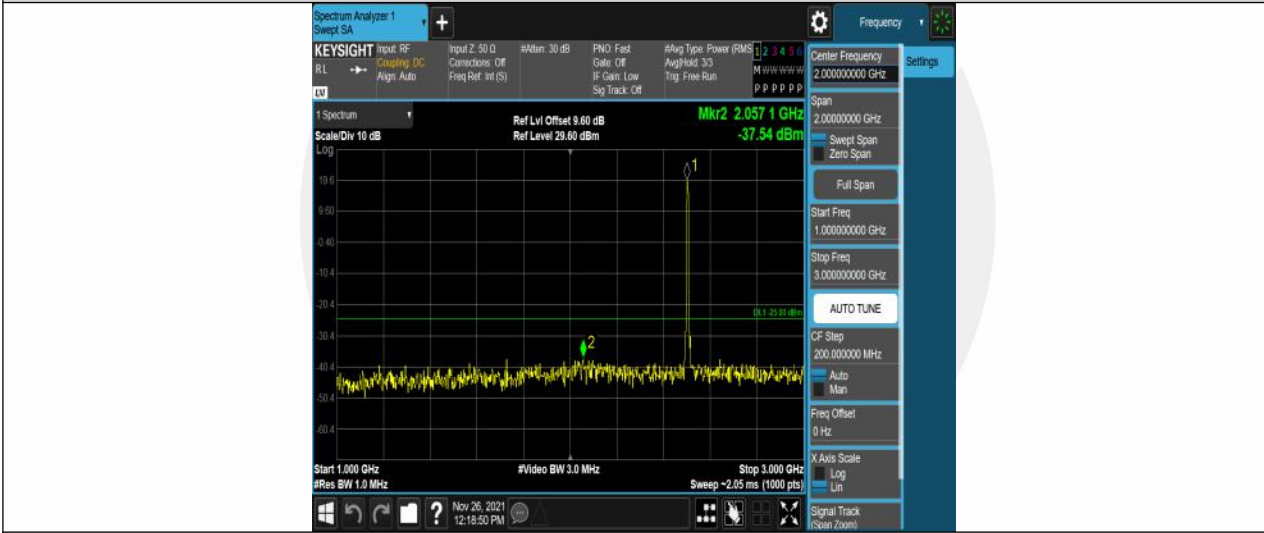 Spectrum Analyzer 1
Swept SA
+
Frequency
KEYSIGHT
RL
LV
Input: RF
Coupling: DC
Align: Auto
Input Z: 50 Ω
Corrections: Off
Freq Ref: Int (S)
#Atten: 30 dB
PNO: Fast
Gate: Off
IF Gain: Low
Sig Track: Off
#Avg Type: Power (RMS
Avg|Hold: 3/3
Trig: Free Run
1 2 3 4 5 6
M W W W W W
P P P P P P
1 Spectrum
Scale/Div 10 dB
Ref Lvl Offset 9.60 dB
Ref Level 29.60 dBm
Mkr2 2.057 1 GHz
-37.54 dBm
Log
1
19.6
9.60
-0.40
-10.4
-20.4
DL1 -25.00 dBm
-30.4
2
-40.4
-50.4
-60.4
Start 1.000 GHz
#Res BW 1.0 MHz
#Video BW 3.0 MHz
Stop 3.000 GHz
Sweep ~2.05 ms (1000 pts)
?
Nov 26, 2021
12:18:50 PM
Center Frequency
2.000000000 GHz
Settings
Span
2.00000000 GHz
Swept Span
Zero Span
Full Span
Start Freq
1.000000000 GHz
Stop Freq
3.000000000 GHz
AUTO TUNE
CF Step
200.000000 MHz
Auto
Man
Freq Offset
0 Hz
X Axis Scale
Log
Lin
Signal Track
(Span Zoom)